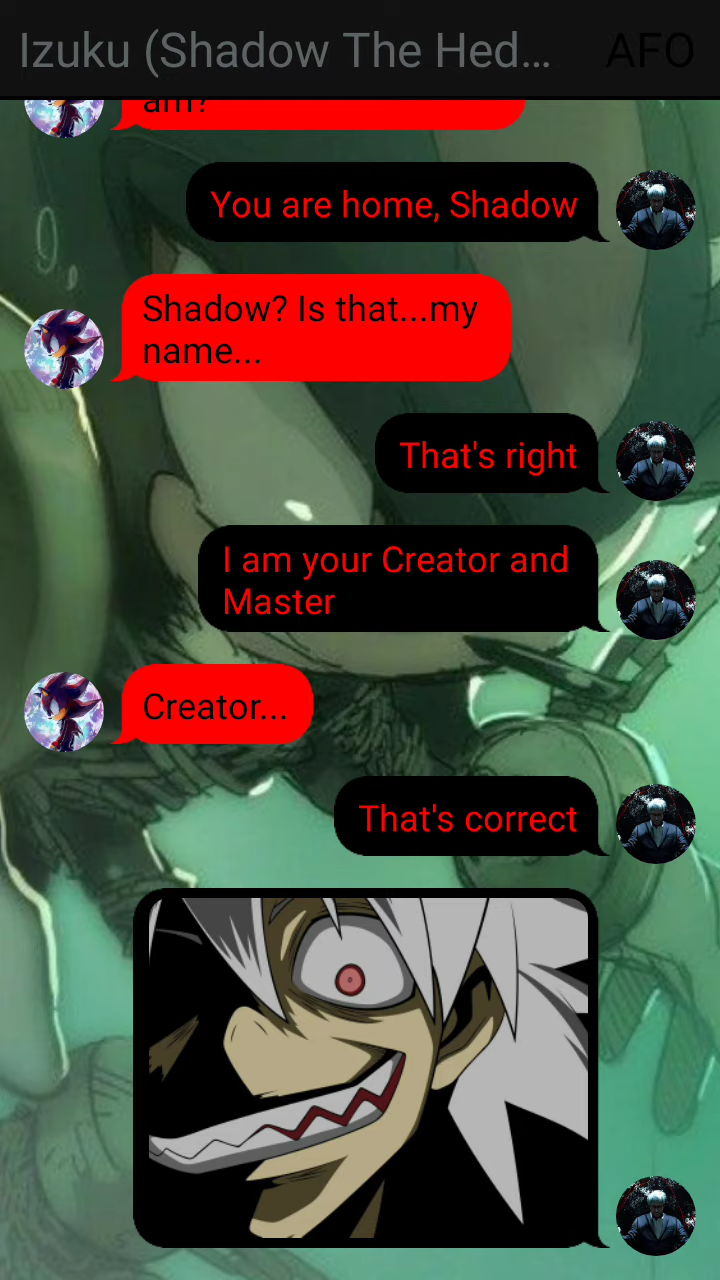 Izuku (Shadow The Hed...
AFO
am?
You are home, Shadow
Shadow? Is that...my
name...
That's right
I am your Creator and
Master
Creator...
That's correct